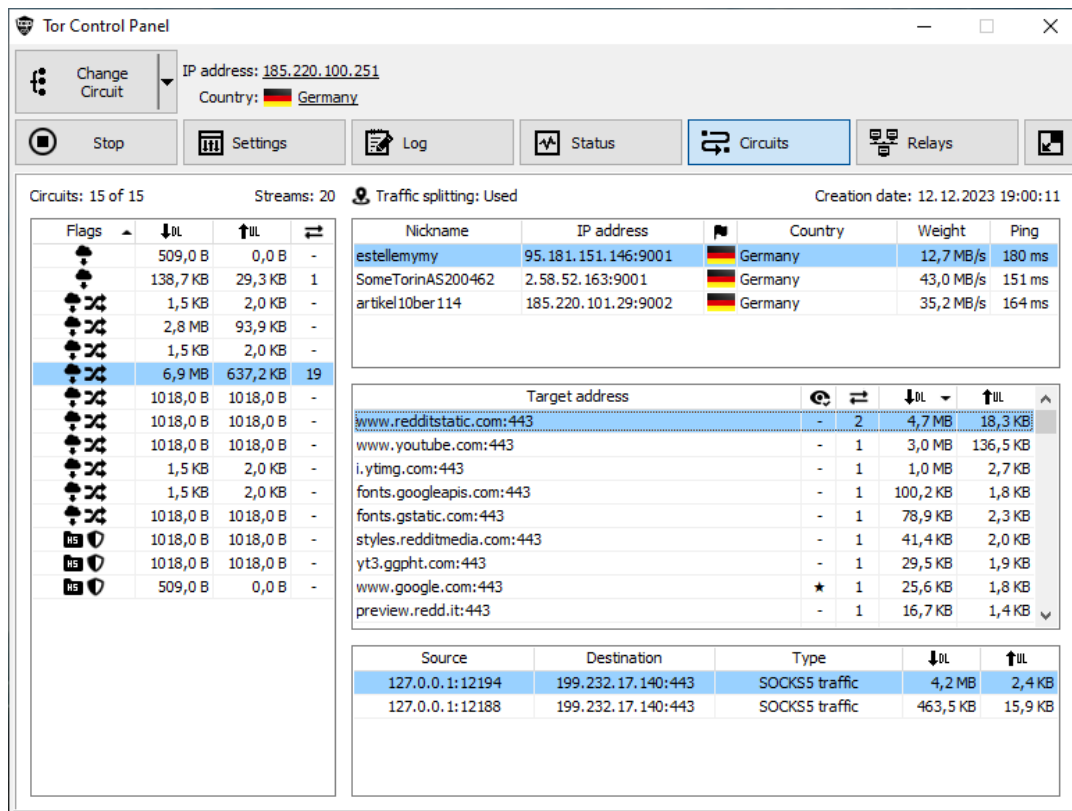 Tor Control Panel
Change Circuit
IP address: 185.220.100.251
Country: Germany
Stop Settings Log Status Circuits Relays
Circuits: 15 of 15 Streams: 20 Traffic splitting: Used Creation date: 12.12.2023 19:00:11
Flags DL UL
509,0 B 0,0 B -
138,7 KB 29,3 KB 1
1,5 KB 2,0 KB -
2,8 MB 93,9 KB -
1,5 KB 2,0 KB -
6,9 MB 637,2 KB 19
1018,0 B 1018,0 B -
1018,0 B 1018,0 B -
1018,0 B 1018,0 B -
1,5 KB 2,0 KB -
1,5 KB 2,0 KB -
1018,0 B 1018,0 B -
HS 1018,0 B 1018,0 B -
HS 1018,0 B 1018,0 B -
HS 509,0 B 0,0 B -
Nickname IP address Country Weight Ping
estellemymy 95.181.151.146:9001 Germany 12,7 MB/s 180 ms
SomeTorinAS200462 2.58.52.163:9001 Germany 43,0 MB/s 151 ms
artikel10ber114 185.220.101.29:9002 Germany 35,2 MB/s 164 ms
Target address DL UL
www.redditstatic.com:443 - 2 4,7 MB 18,3 KB
www.youtube.com:443 - 1 3,0 MB 136,5 KB
i.ytimg.com:443 - 1 1,0 MB 2,7 KB
fonts.googleapis.com:443 - 1 100,2 KB 1,8 KB
fonts.gstatic.com:443 - 1 78,9 KB 2,3 KB
styles.redditmedia.com:443 - 1 41,4 KB 2,0 KB
yt3.ggpht.com:443 - 1 29,5 KB 1,9 KB
www.google.com:443 ★ 1 25,6 KB 1,8 KB
preview.redd.it:443 - 1 16,7 KB 1,4 KB
Source Destination Type DL UL
127.0.0.1:12194 199.232.17.140:443 SOCKS5 traffic 4,2 MB 2,4 KB
127.0.0.1:12188 199.232.17.140:443 SOCKS5 traffic 463,5 KB 15,9 KB